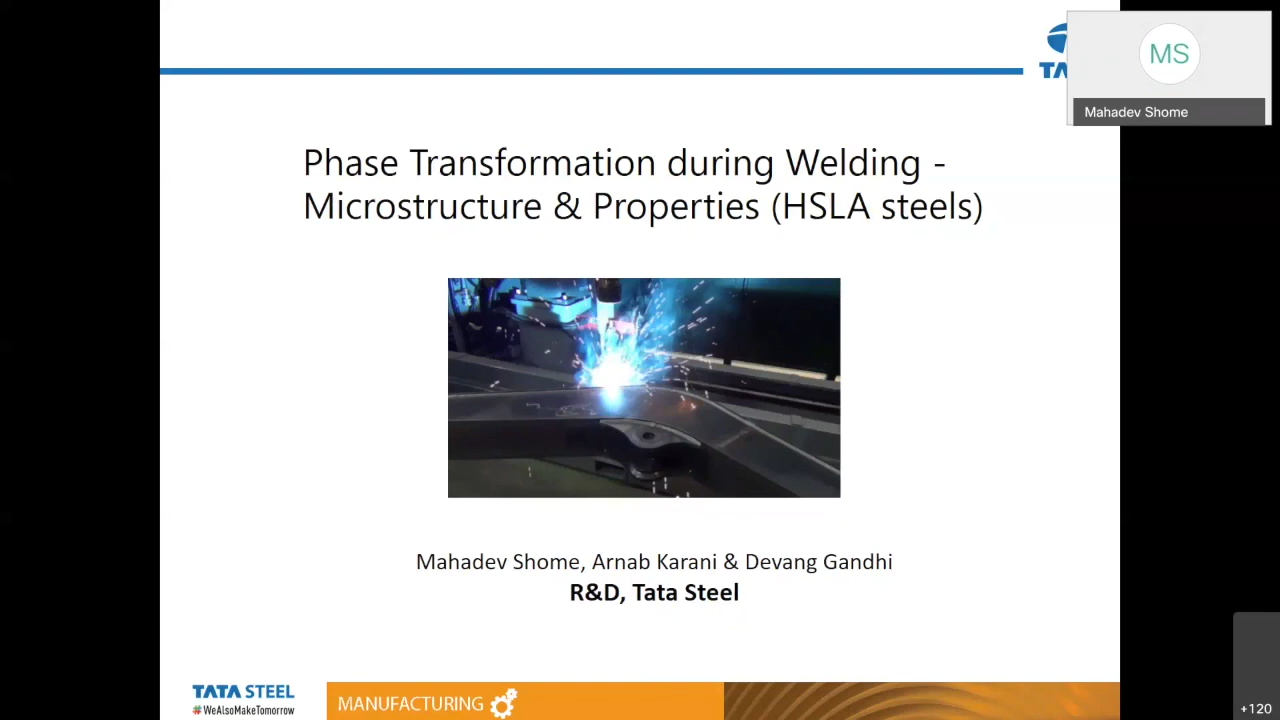 TA
MS
Mahadev Shome
Phase Transformation during Welding -
Microstructure & Properties (HSLA steels)
Mahadev Shome, Arnab Karani & Devang Gandhi
R&D, Tata Steel
TATA STEEL
#WeAlsoMakeTomorrow
MANUFACTURING
+120